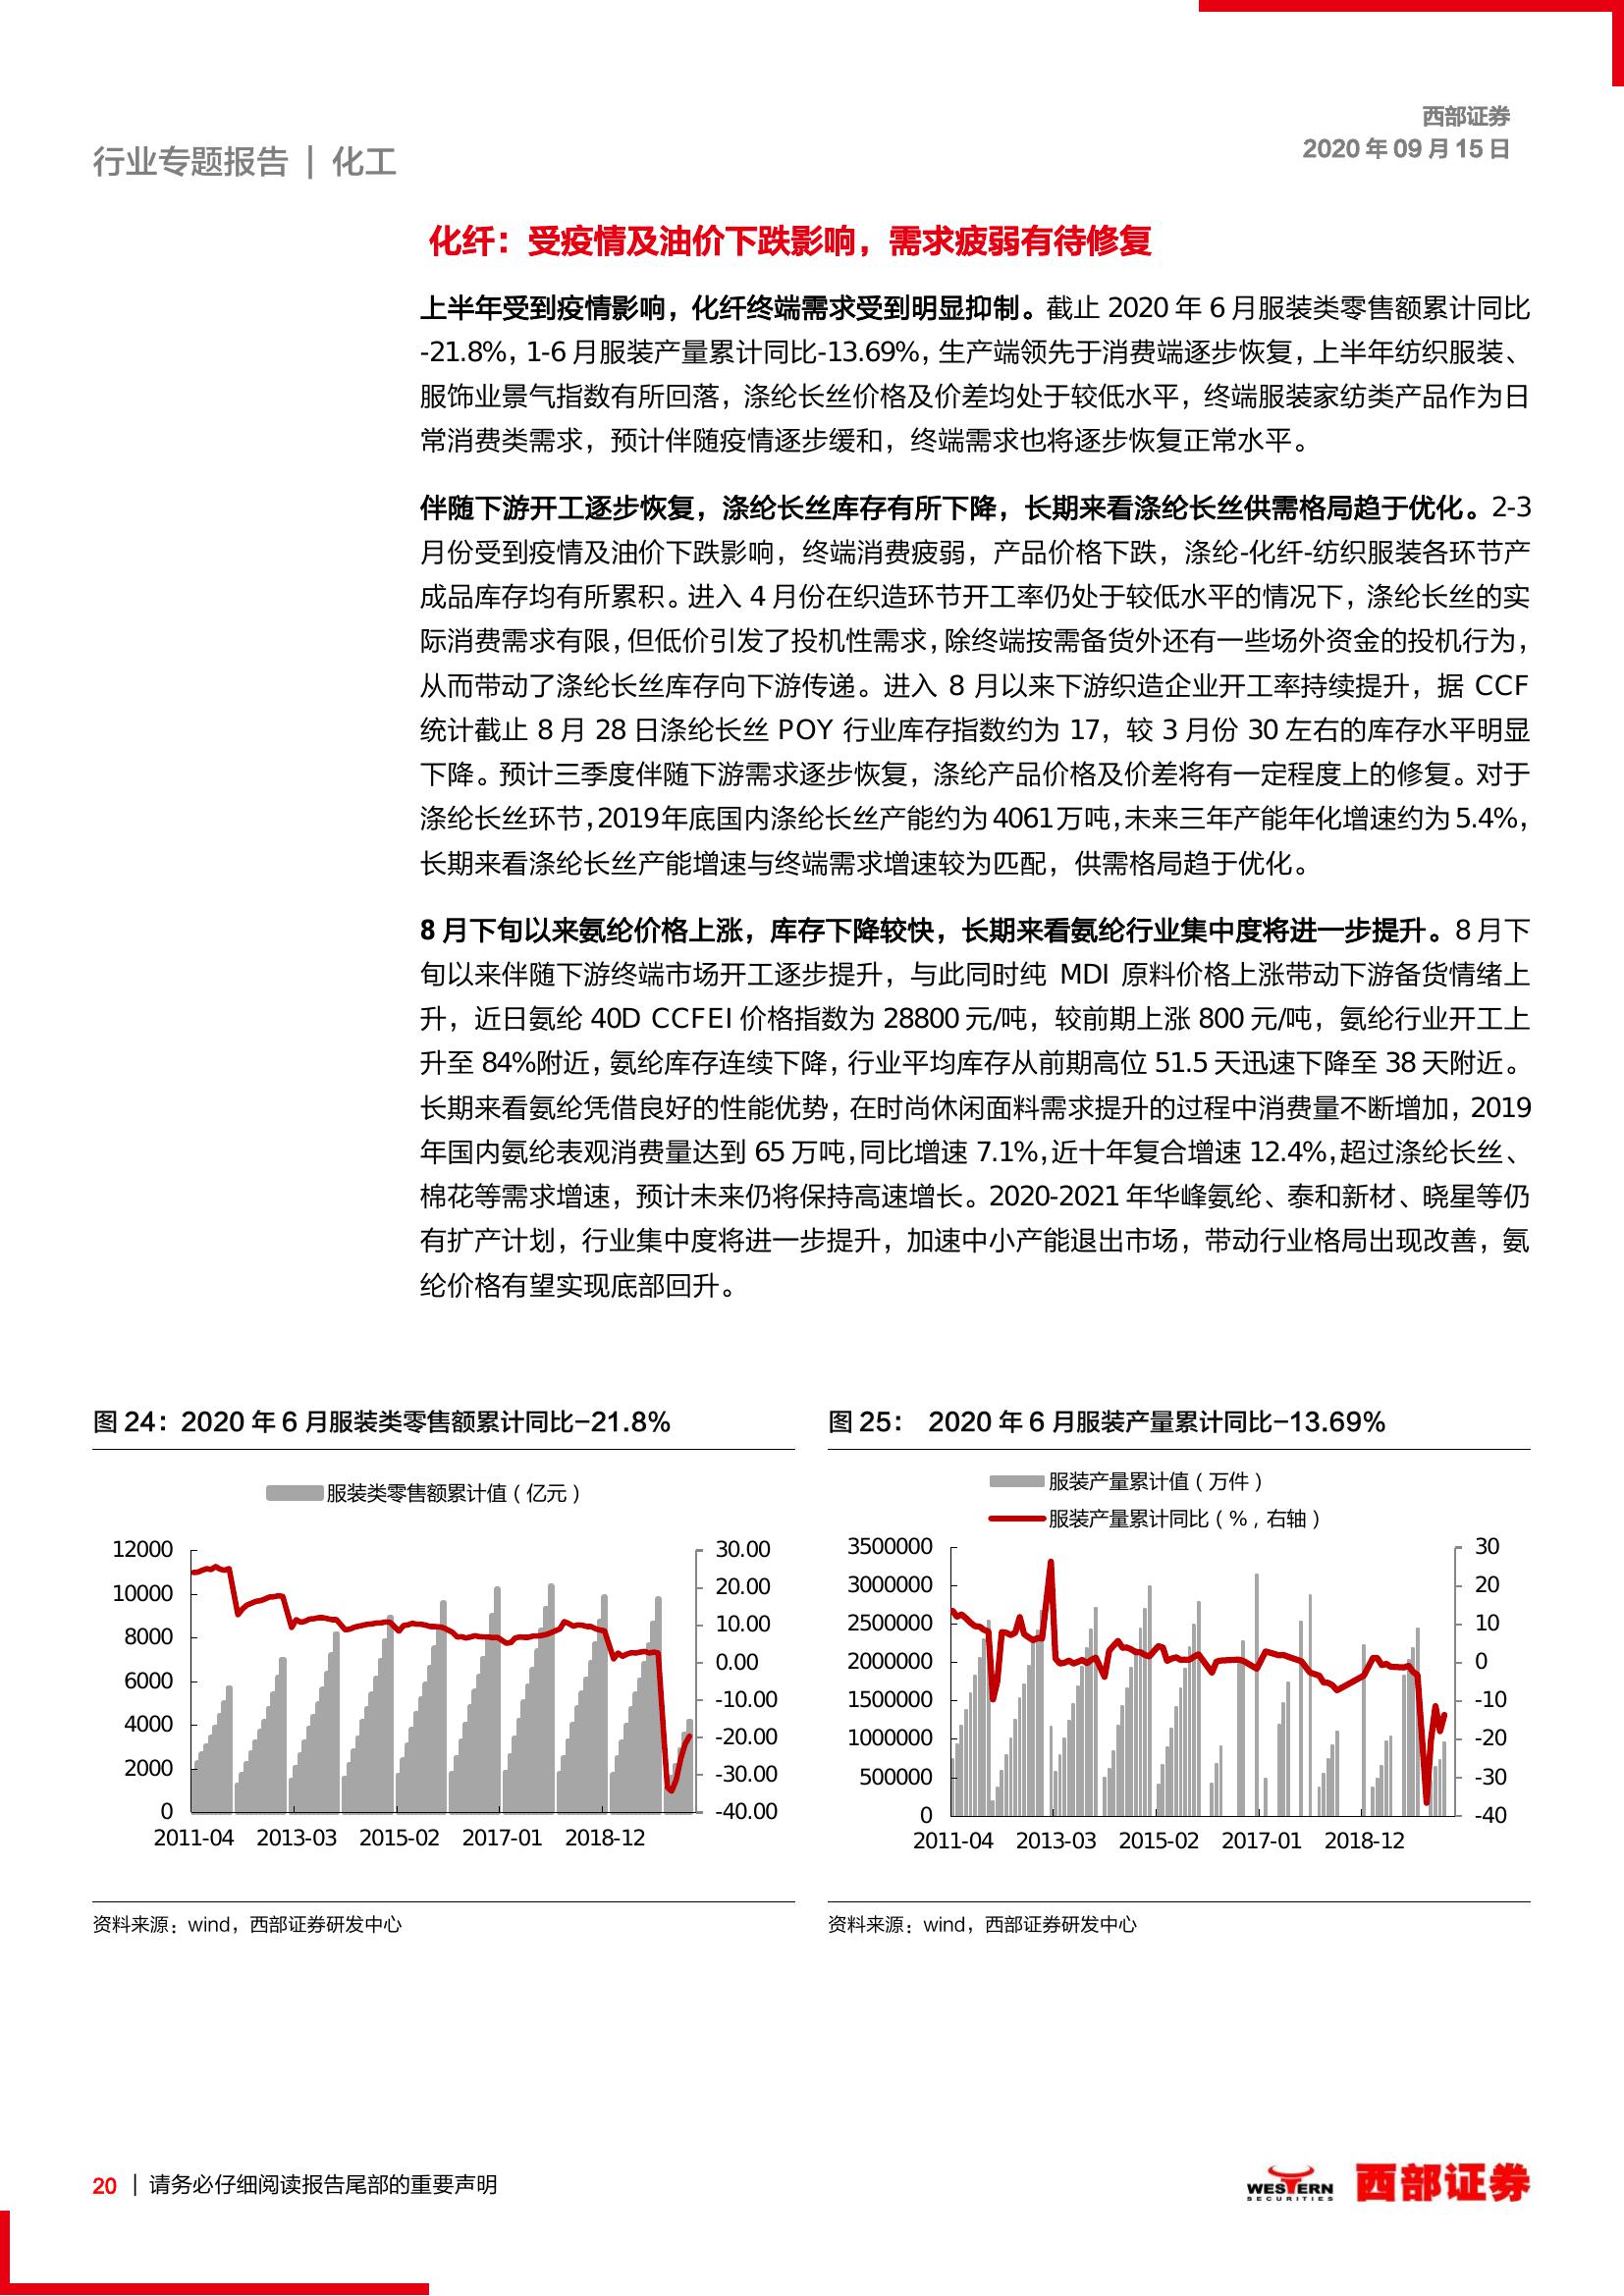 西部证券
2020 年 09 月 15 日
行业专题报告 | 化工
化纤：受疫情及油价下跌影响，需求疲弱有待修复
上半年受到疫情影响，化纤终端需求受到明显抑制。截止 2020 年 6 月服装类零售额累计同比
-21.8%，1-6 月服装产量累计同比-13.69%，生产端领先于消费端逐步恢复，上半年纺织服装、
服饰业景气指数有所回落，涤纶长丝价格及价差均处于较低水平，终端服装家纺类产品作为日
常消费类需求，预计伴随疫情逐步缓和，终端需求也将逐步恢复正常水平。
伴随下游开工逐步恢复，涤纶长丝库存有所下降，长期来看涤纶长丝供需格局趋于优化。2-3
月份受到疫情及油价下跌影响，终端消费疲弱，产品价格下跌，涤纶-化纤-纺织服装各环节产
成品库存均有所累积。进入 4 月份在织造环节开工率仍处于较低水平的情况下，涤纶长丝的实
际消费需求有限，但低价引发了投机性需求，除终端按需备货外还有一些场外资金的投机行为，
从而带动了涤纶长丝库存向下游传递。进入 8 月以来下游织造企业开工率持续提升，据 CCF
统计截止 8 月 28 日涤纶长丝 POY 行业库存指数约为 17，较 3 月份 30 左右的库存水平明显
下降。预计三季度伴随下游需求逐步恢复，涤纶产品价格及价差将有一定程度上的修复。对于
涤纶长丝环节，2019 年底国内涤纶长丝产能约为 4061 万吨，未来三年产能年化增速约为 5.4%，
长期来看涤纶长丝产能增速与终端需求增速较为匹配，供需格局趋于优化。
8 月下旬以来氨纶价格上涨，库存下降较快，长期来看氨纶行业集中度将进一步提升。8 月下
旬以来伴随下游终端市场开工逐步提升，与此同时纯 MDI 原料价格上涨带动下游备货情绪上
升，近日氨纶 40D CCFEI 价格指数为 28800 元/吨，较前期上涨 800 元/吨，氨纶行业开工上
升至 84%附近，氨纶库存连续下降，行业平均库存从前期高位 51.5 天迅速下降至 38 天附近。
长期来看氨纶凭借良好的性能优势，在时尚休闲面料需求提升的过程中消费量不断增加，2019
年国内氨纶表观消费量达到 65 万吨，同比增速 7.1%，近十年复合增速 12.4%，超过涤纶长丝、
棉花等需求增速，预计未来仍将保持高速增长。2020-2021 年华峰氨纶、泰和新材、晓星等仍
有扩产计划，行业集中度将进一步提升，加速中小产能退出市场，带动行业格局出现改善，氨
纶价格有望实现底部回升。
图 24：2020 年 6 月服装类零售额累计同比-21.8%
服装类零售额累计值（亿元）
12000
10000
8000
6000
4000
2000
0
30.00
20.00
10.00
0.00
-10.00
-20.00
-30.00
-40.00
2011-04 2013-03 2015-02 2017-01 2018-12
资料来源：wind，西部证券研发中心
图 25： 2020 年 6 月服装产量累计同比-13.69%
服装产量累计值（万件）
服装产量累计同比（%，右轴）
3500000
3000000
2500000
2000000
1500000
1000000
500000
0
30
20
10
0
-10
-20
-30
-40
2011-04 2013-03 2015-02 2017-01 2018-12
资料来源：wind，西部证券研发中心
20 | 请务必仔细阅读报告尾部的重要声明
WESTERN
SECURITIES
西部证券